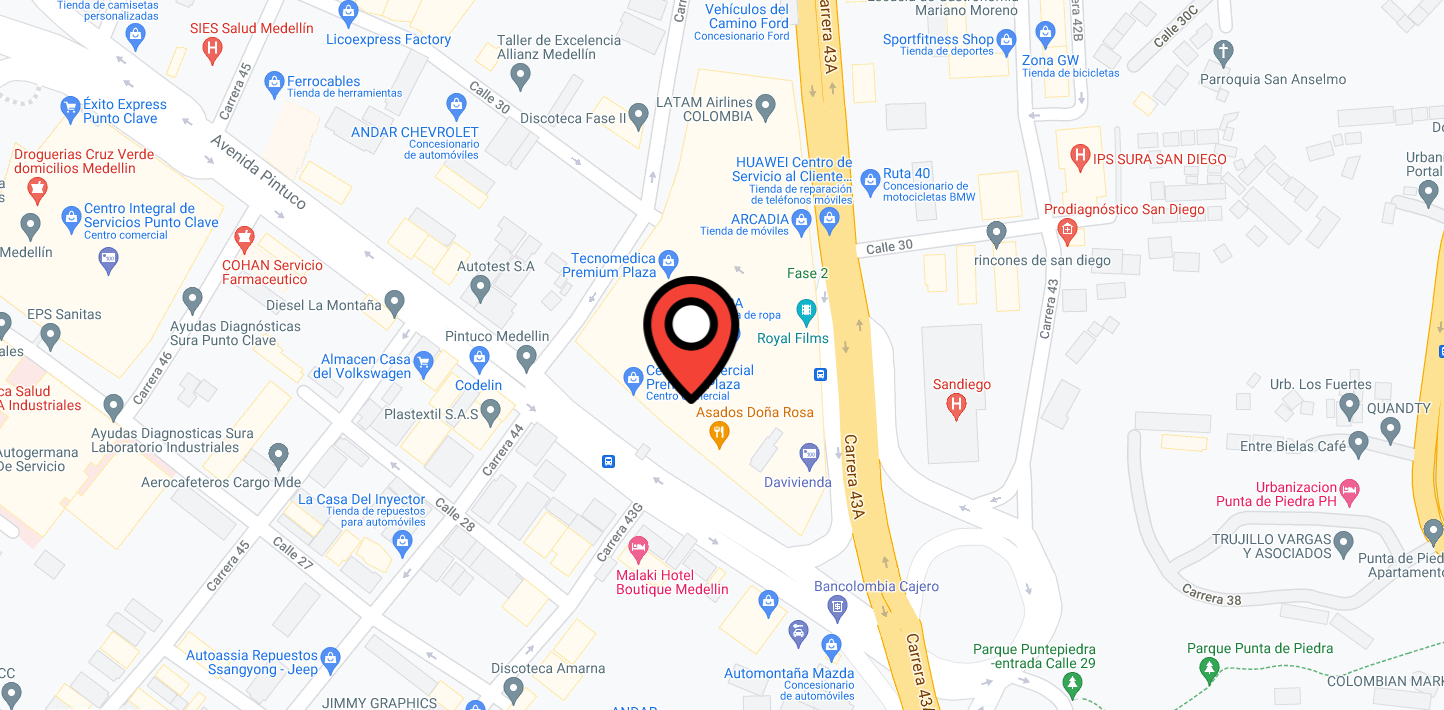 Tienda de camisetas
personalizadas
SIES Salud Medellín
Licoexpress Factory
Taller de Excelencia
Allianz Medellín
Vehículos del
Camino Ford
Concesionario Ford
Carrera 43A
Mariano Moreno
Sportfitness Shop
Tienda de deportes
Zona GW
Tienda de bicicletas
42B
Carrera 30C
Parroquia San Anselmo
Éxito Express
Punto Clave
Carrera 45
Ferrocables
Tienda de herramientas
Calle 30
ANDAR CHEVROLET
Concesionario
de automóviles
Discoteca Fase II
LATAM Airlines
COLOMBIA
Droguerias Cruz Verde
domicilios Medellin
Avenida Pintuco
HUAWEI Centro de
Servicio al Cliente...
Tienda de reparación
de teléfonos móviles
Ruta 40
Concesionario de
motocicletas BMW
IPS SURA SAN DIEGO
Urbani
Portal
Centro Integral de
Servicios Punto Clave
Centro comercial
Medellín
ARCADIA
Tienda de móviles
Prodiagnóstico San Diego
Calle 30
rincones de san diego
COHAN Servicio
Farmaceutico
Autotest S.A
Tecnomedica
Premium Plaza
Fase 2
Diesel La Montaña
A
a de ropa
Royal Films
Carrera 43
EPS Sanitas
ales
Ayudas Diagnósticas
Sura Punto Clave
Pintuco Medellin
Almacen Casa
del Volkswagen
Codelin
Carrera 46
Ce
mercial
Pre
Plaza
Centro c
ercial
Sandiego
Urb. Los Fuertes
QUANDTY
ca Salud
A Industriales
Plastextil S.A.S
Asados Doña Rosa
Ayudas Diagnosticas Sura
Laboratorio Industriales
Carrera 44
Carrera 43A
Entre Bielas Café
Autogermana
De Servicio
Aerocafeteros Cargo Mde
Davivienda
Urbanizacion
Punta de Piedra PH
La Casa Del Inyector
Tienda de repuestos
para automóviles
Calle 28
Carrera 43G
TRUJILLO VARGAS
Y ASOCIADOS
Calle 27
Carrera 45
Malaki Hotel
Boutique Medellin
Bancolombia Cajero
Punta de Pied
Apartamento
Carrera 38
Autoassia Repuestos
Ssangyong - Jeep
Discoteca Amarna
Automontaña Mazda
Concesionario
de automóviles
Carrera 43A
Parque Puntepiedra
-entrada Calle 29
Parque Punta de Piedra
CC
JIMMY GRAPHICS
ANDAR
COLOMBIAN MARK